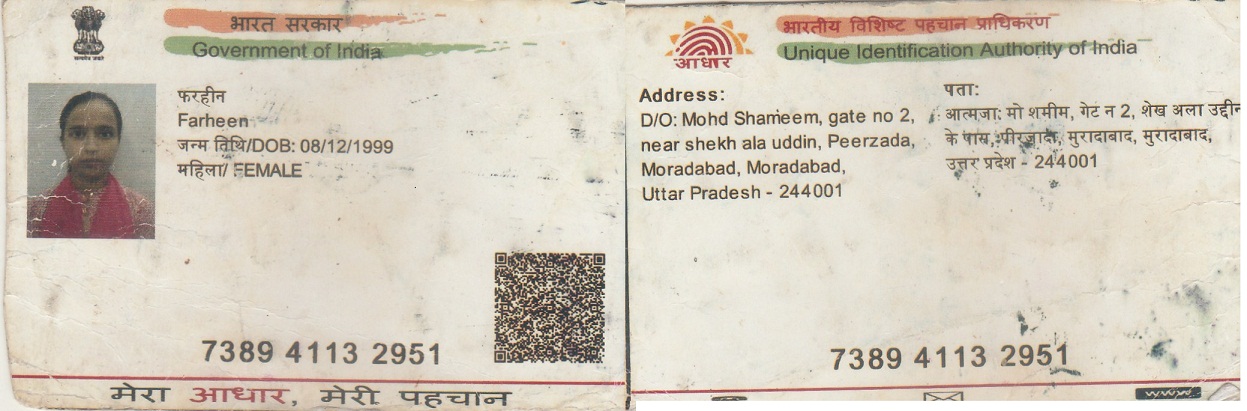 भारत सरकार
Government of India
फरहीन
Farheen
जन्म तिथि/DOB: 08/12/1999
महिला/ FEMALE
7389 4113 2951
मेरा आधार, मेरी पहचान
भारतीय विशिष्ट पहचान प्राधिकरण
Unique Identification Authority of India
आधार
Address:
D/O: Mohd Shameem, gate no 2,
near shekh ala uddin, Peerzada,
Moradabad, Moradabad,
Uttar Pradesh - 244001
पता:
आत्मजा: मो शमीम, गेट न 2, शेख अला उद्दीन
के पास, पीरज़ादा, मुरादाबाद, मुरादाबाद,
उत्तर प्रदेश - 244001
7389 4113 2951
www